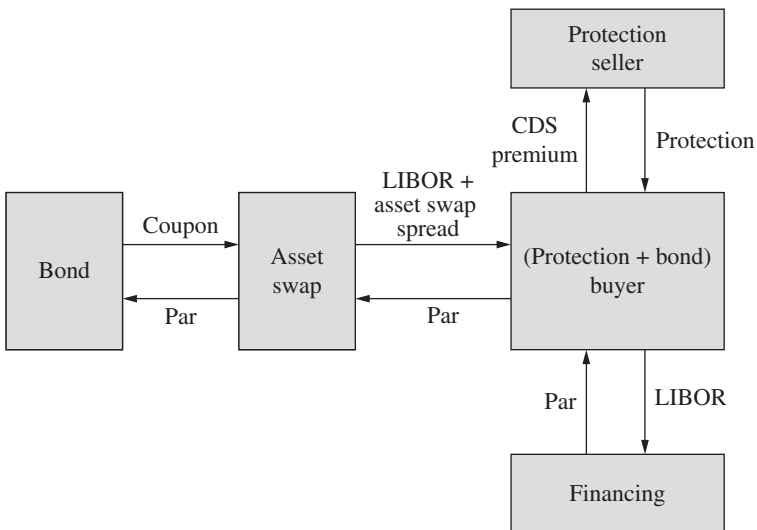 Protection
seller
CDS
premium
Protection
LIBOR +
asset swap
spread
Coupon
Bond
Asset
swap
(Protection + bond)
buyer
Par
Par
Par
LIBOR
Financing